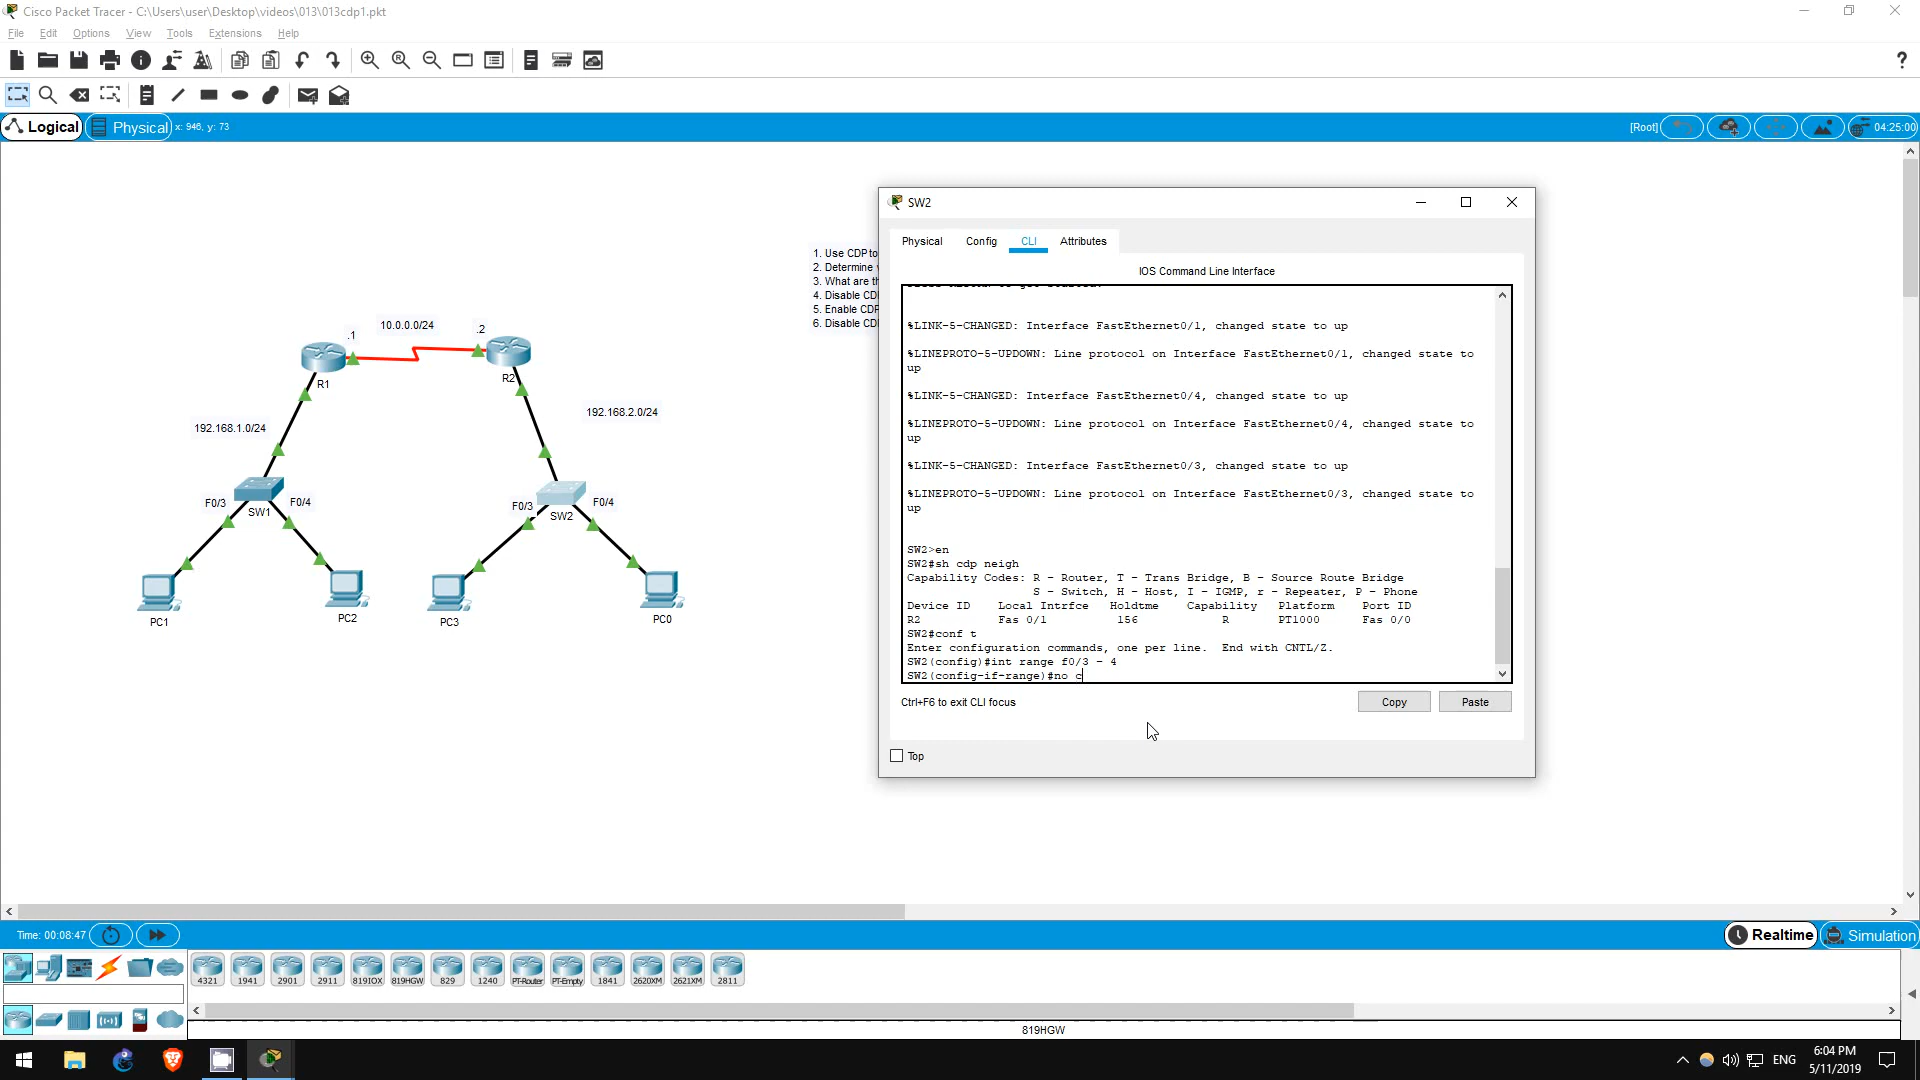 Cisco Packet Tracer - C:\Users\user\Desktop\videos\013\013cdp1.pkt
File Edit Options View Tools Extensions Help
Logical Physical x: 946, y: 73 [Root] 04:25:00
1. Use CDP to
2. Determine
3. What are th
4. Disable CD
5. Enable CDP
6. Disable CD
10.0.0.0/24
.1
.2
R1
R2
192.168.1.0/24
192.168.2.0/24
F0/3
SW1
F0/4
F0/3
SW2
F0/4
PC1
PC2
PC3
PC0
SW2
Physical Config CLI Attributes
IOS Command Line Interface
%LINK-5-CHANGED: Interface FastEthernet0/1, changed state to up
%LINEPROTO-5-UPDOWN: Line protocol on Interface FastEthernet0/1, changed state to
up
%LINK-5-CHANGED: Interface FastEthernet0/4, changed state to up
%LINEPROTO-5-UPDOWN: Line protocol on Interface FastEthernet0/4, changed state to
up
%LINK-5-CHANGED: Interface FastEthernet0/3, changed state to up
%LINEPROTO-5-UPDOWN: Line protocol on Interface FastEthernet0/3, changed state to
up
SW2>en
SW2#sh cdp neigh
Capability Codes: R - Router, T - Trans Bridge, B - Source Route Bridge
S - Switch, H - Host, I - IGMP, r - Repeater, P - Phone
Device ID Local Intrfce Holdtme Capability Platform Port ID
R2 Fas 0/1 156 R PT1000 Fas 0/0
SW2#conf t
Enter configuration commands, one per line. End with CNTL/Z.
SW2(config)#int range f0/3 - 4
SW2(config-if-range)#no c
Ctrl+F6 to exit CLI focus
Copy
Paste
Top
Time: 00:08:47
Realtime
Simulation
4321 1941 2901 2911 819IOX 819HGW 829 1240 PT-Router PT-Empty 1841 2620XM 2621XM 2811
819HGW
ENG
6:04 PM
5/11/2019